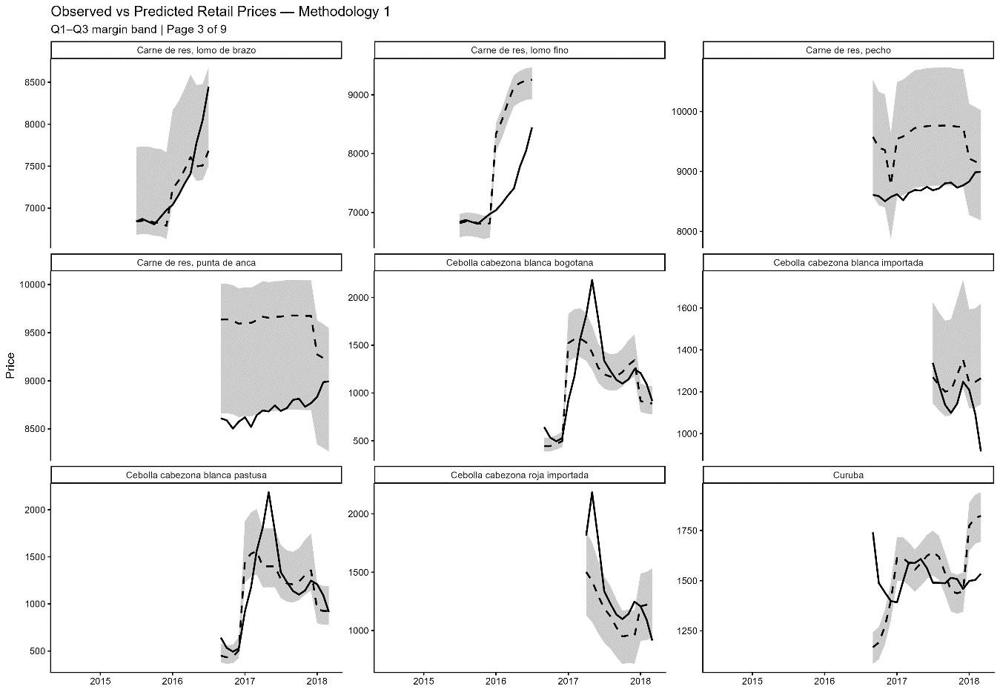 Observed vs Predicted Retail Prices — Methodology 1
Q1–Q3 margin band | Page 3 of 9
Carne de res, lomo de brazo
Carne de res, lomo fino
Carne de res, pecho
8500
8000
7500
7000
9000
8000
7000
10000
9000
8000
Carne de res, punta de anca
Cebolla cabezona blanca bogotana
Cebolla cabezona blanca importada
Price
10000
9500
9000
8500
2000
1500
1000
500
1600
1400
1200
1000
Cebolla cabezona blanca pastusa
Cebolla cabezona roja importada
Curuba
2000
1500
1000
500
2000
1500
1000
1750
1500
1250
2015 2016 2017 2018
2015 2016 2017 2018
2015 2016 2017 2018